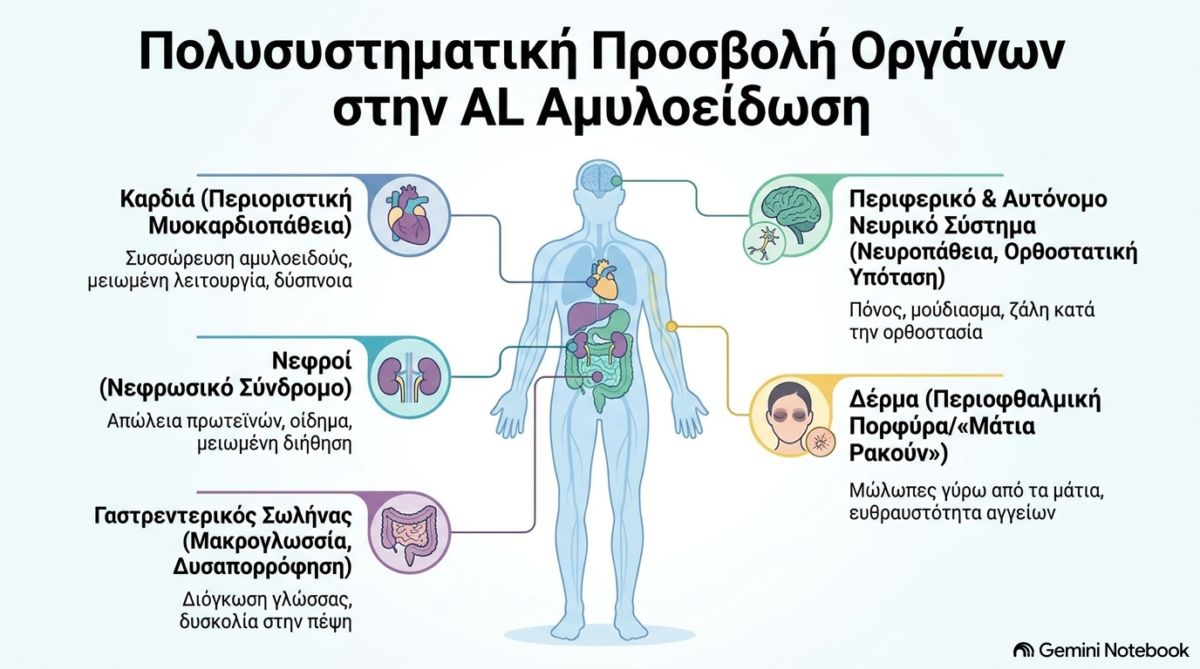 Πολυσυστηματική Προσβολή Οργάνων
στην AL Αμυλοείδωση
Καρδιά (Περιοριστική
Μυοκαρδιοπάθεια)
Συσσώρευση αμυλοειδούς,
μειωμένη λειτουργία, δύσπνοια
Νεφροί
(Νεφρωσικό Σύνδρομο)
Απώλεια πρωτεϊνών, οίδημα,
μειωμένη διήθηση
Γαστρεντερικός Σωλήνας
(Μακρογλωσσία,
Δυσαπορρόφηση)
Διόγκωση γλώσσας,
δυσκολία στην πέψη
Περιφερικό & Αυτόνομο
Νευρικό Σύστημα
(Νευροπάθεια, Ορθοστατική
Υπόταση)
Πόνος, μούδιασμα, ζάλη κατά
την ορθοστασία
Δέρμα (Περιοφθαλμική
Πορφύρα/«Μάτια
Ρακούν»)
Μώλωπες γύρω από τα μάτια,
ευθραυστότητα αγγείων
Gemini Notebook